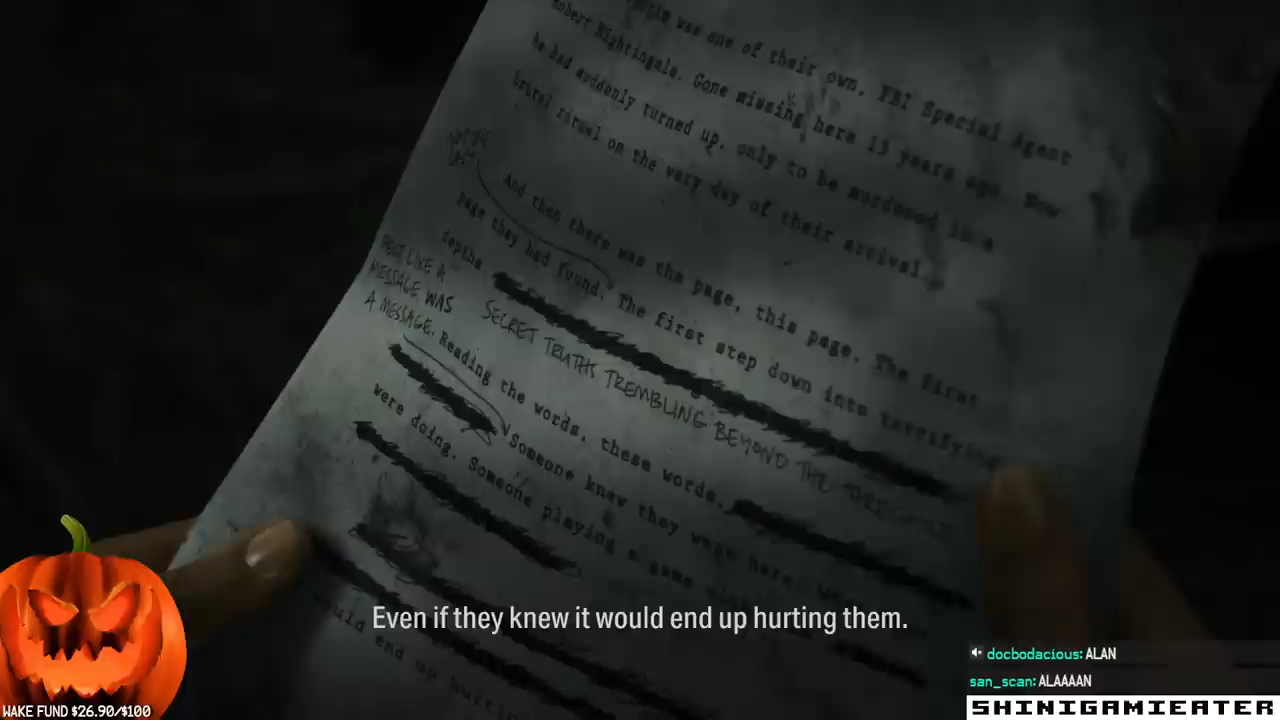 was one of their own, FBI Special Agent
Robert Nightingale. Gone missing here 13 years ago. Now
he had suddenly turned up, only to be murdered in a
brutal ritual on the very day of their arrival.
And then there was the page, this page. The first
page they had found. The first step down into terrifying
depths
SECRET TRUTHS TREMBLING BEYOND THE THRESHOLD
LIKE A
MESSAGE WAS
A MESSAGE.
Reading the words, these words,
Someone knew they were here,
were doing. Someone playing a game
would end up
Even if they knew it would end up hurting them.
docbodacious: ALAN
san_scan: ALAAAAN
WAKE FUND $26.90/$100
SHINIGAMIEATER